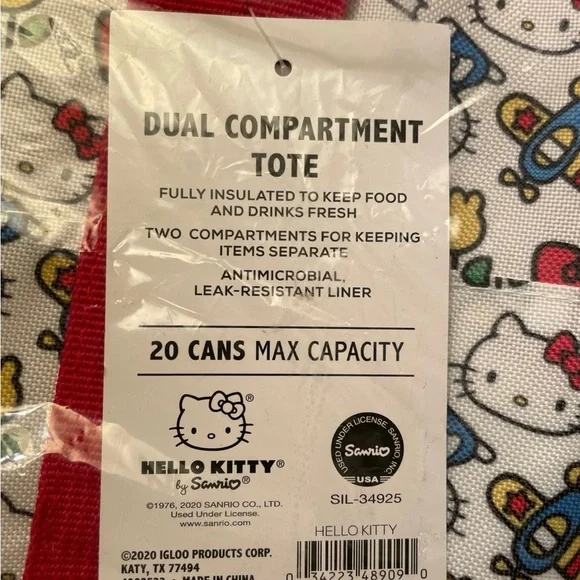 DUAL COMPARTMENT
TOTE
FULLY INSULATED TO KEEP FOOD
AND DRINKS FRESH
TWO COMPARTMENTS FOR KEEPING
ITEMS SEPARATE
ANTIMICROBIAL,
LEAK-RESISTANT LINER
20 CANS MAX CAPACITY
HELLO KITTY®
by Sanrio®
©1976, 2020 SANRIO CO., LTD.
Used Under License.
www.sanrio.com
USED UNDER LICENSE. SANRIO, INC.
Sanrio
USA
SIL-34925
HELLO KITTY
©2020 IGLOO PRODUCTS CORP.
KATY, TX 77494
MADE IN CHINA
0 34223 48909 0